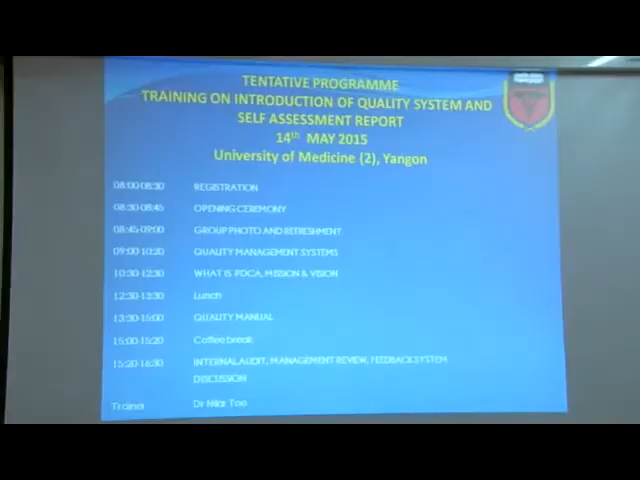 TENTATIVE PROGRAMME
TRAINING ON INTRODUCTION OF QUALITY SYSTEM AND
SELF ASSESSMENT REPORT
14th MAY 2015
University of Medicine (2), Yangon
08:00-08:30 REGISTRATION
08:30-08:45 OPENING CEREMONY
08:45-09:00 GROUP PHOTO AND REFRESHMENT
09:00-10:20 QUALITY MANAGEMENT SYSTEMS
10:30-12:30 WHAT IS PDCA, MISSION & VISION
12:30-13:30 Lunch
13:30-15:00 QUALITY MANUAL
15:00-15:20 Coffee break
15:20-16:30 INTERNAL AUDIT, MANAGEMENT REVIEW, FEEDBACK SYSTEM
DISCUSSION
Trainer Dr Nilar